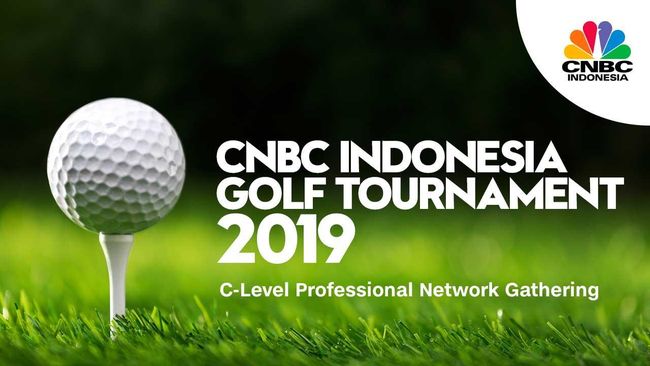 CNBC
INDONESIA
CNBC INDONESIA
GOLF TOURNAMENT
2019
C-Level Professional Network Gathering